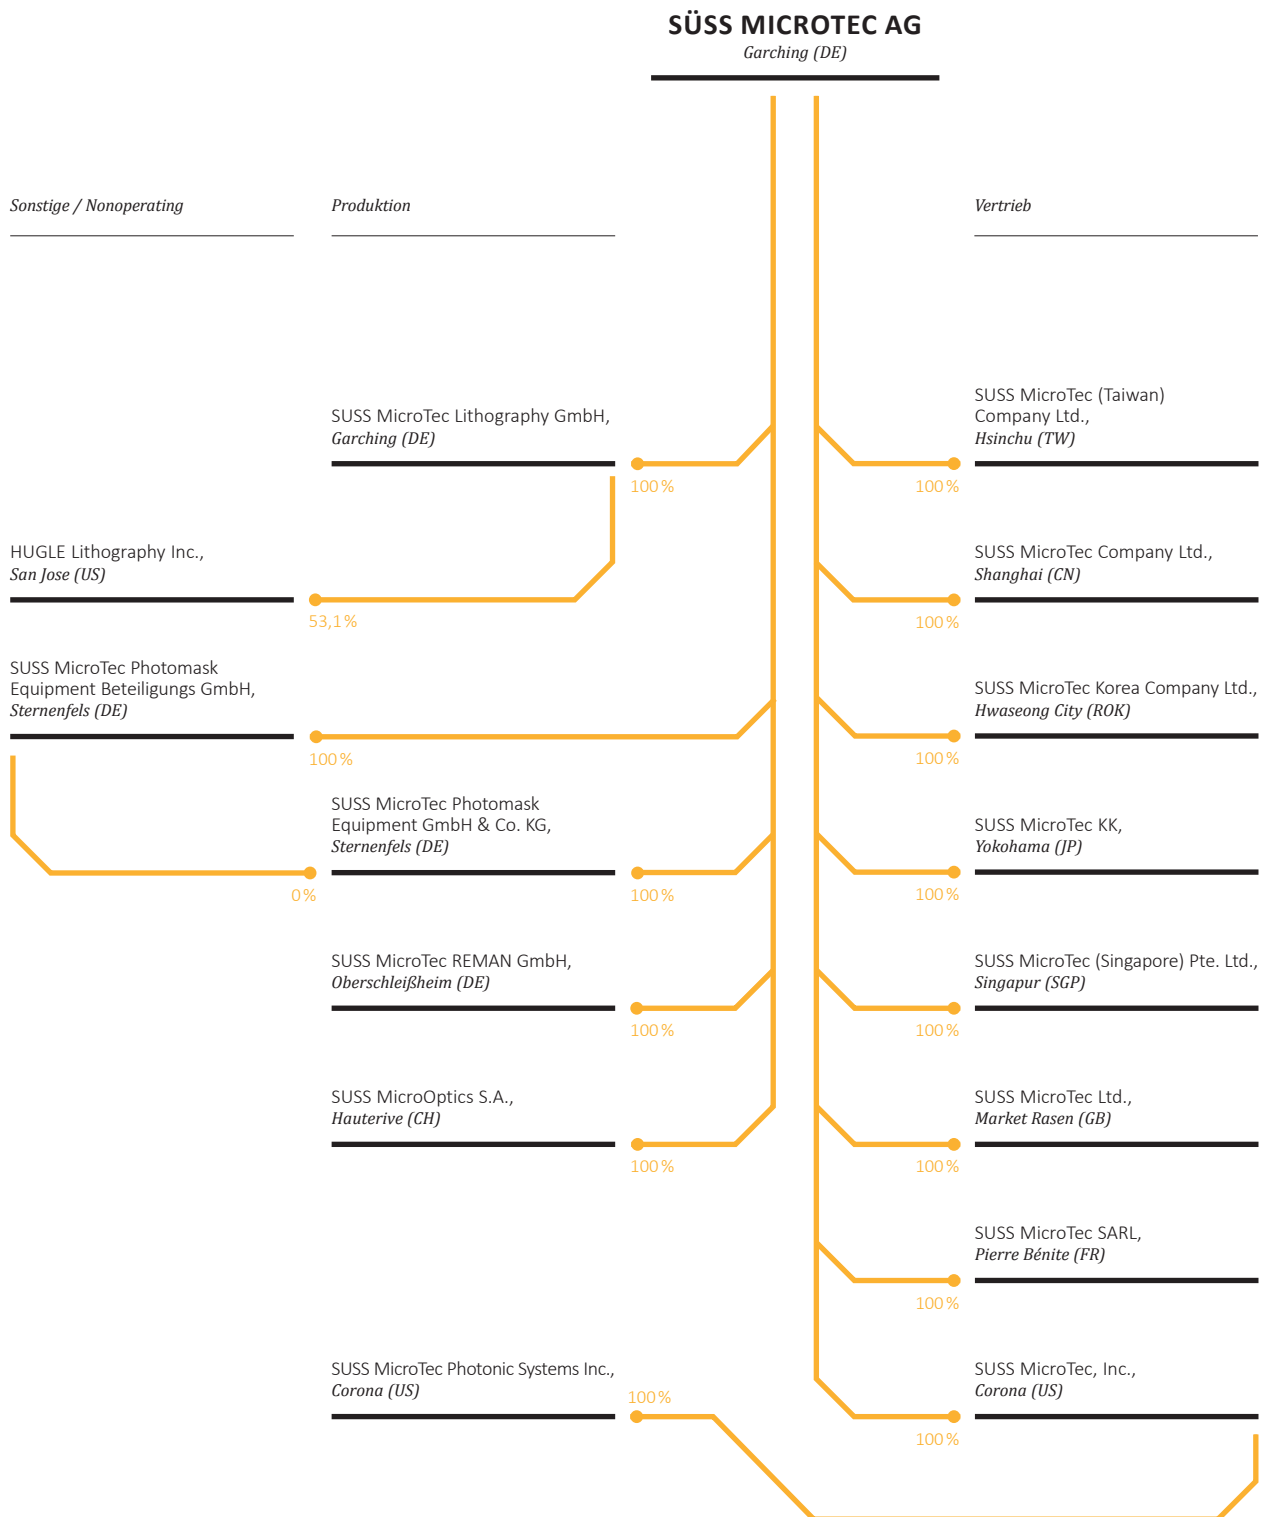 SÜSS MICROTEC AG
Garching (DE)
Sonstige / Nonoperating
Produktion
Vertrieb
SUSS MicroTec Lithography GmbH,
Garching (DE)
100 %
SUSS MicroTec (Taiwan)
Company Ltd.,
Hsinchu (TW)
100 %
HUGLE Lithography Inc.,
San Jose (US)
53,1 %
SUSS MicroTec Company Ltd.,
Shanghai (CN)
100 %
SUSS MicroTec Photomask
Equipment Beteiligungs GmbH,
Sternenfels (DE)
100 %
SUSS MicroTec Korea Company Ltd.,
Hwaseong City (ROK)
100 %
SUSS MicroTec Photomask
Equipment GmbH & Co. KG,
Sternenfels (DE)
0 %
100 %
SUSS MicroTec KK,
Yokohama (JP)
100 %
SUSS MicroTec REMAN GmbH,
Oberschleißheim (DE)
100 %
SUSS MicroTec (Singapore) Pte. Ltd.,
Singapur (SGP)
100 %
SUSS MicroOptics S.A.,
Hauterive (CH)
100 %
SUSS MicroTec Ltd.,
Market Rasen (GB)
100 %
SUSS MicroTec SARL,
Pierre Bénite (FR)
100 %
SUSS MicroTec Photonic Systems Inc.,
Corona (US)
100 %
SUSS MicroTec, Inc.,
Corona (US)
100 %